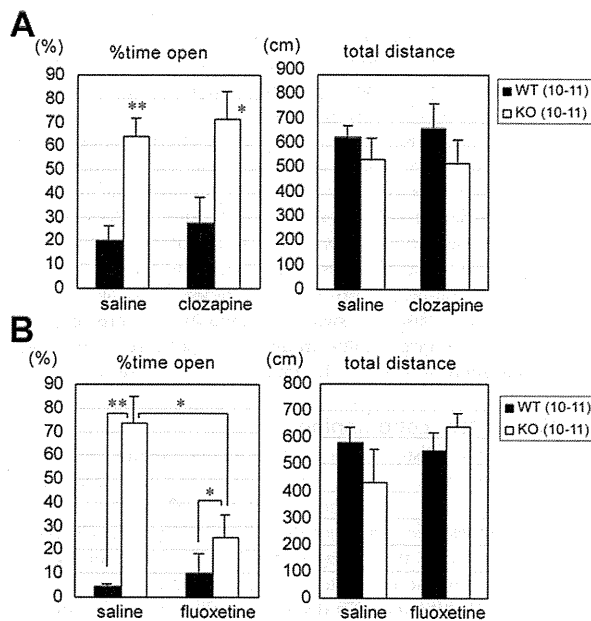 A
(%) %time open
90
80
70
60
50
40
30
20
10
0
** *
saline clozapine
(cm) total distance
900
800
700
600
500
400
300
200
100
0
saline clozapine
WT (10-11)
KO (10-11)
B
(%) %time open
90
80
70
60
50
40
30
20
10
0
** * *
saline fluoxetine
(cm) total distance
800
700
600
500
400
300
200
100
0
saline fluoxetine
WT (10-11)
KO (10-11)